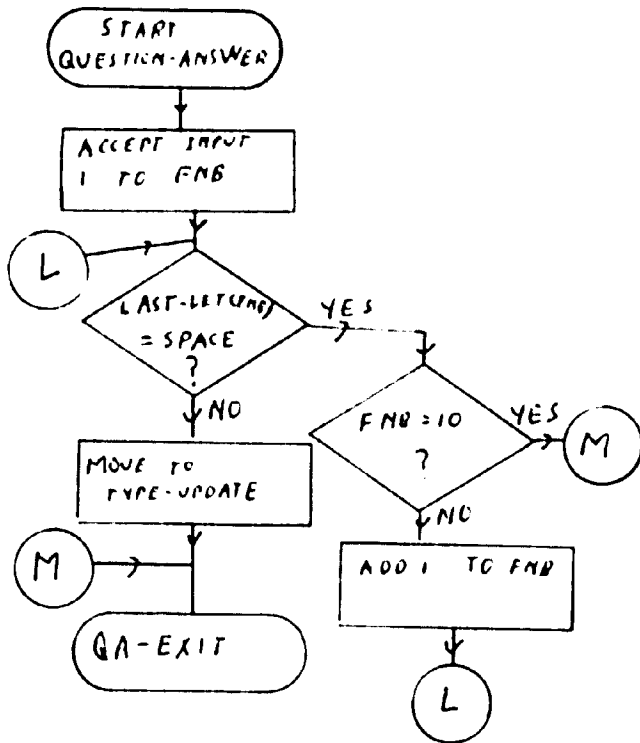 START
QUESTION-ANSWER
ACCEPT INPUT
1 TO FNB
L
LAST-LET(FNB)
= SPACE
?
YES
NO
FNB = 10
?
YES
M
NO
MOVE TO
TYPE-UPDATE
ADD 1 TO FNB
M
QA-EXIT
L